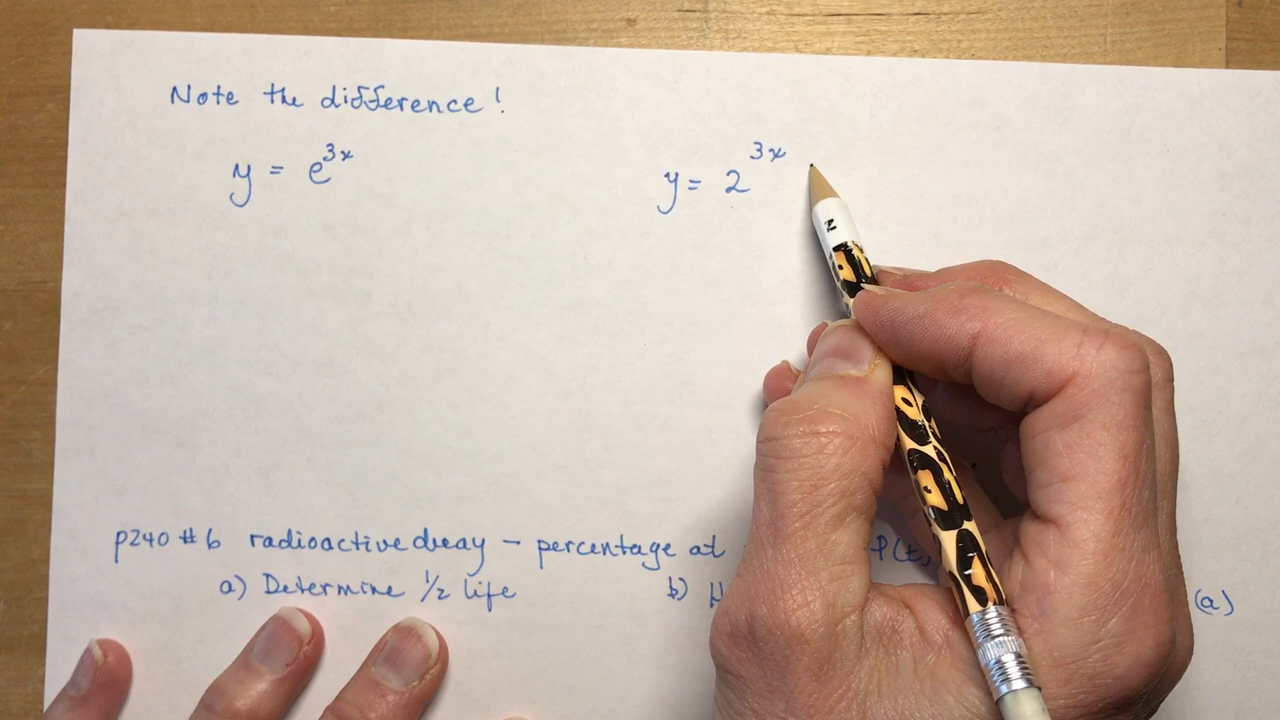 Note the difference!
y = e^{3x}
y = 2^{3x}
N
p240 #6 radioactive decay – percentage at P(t)
a) Determine 1/2 life
b) H (a)